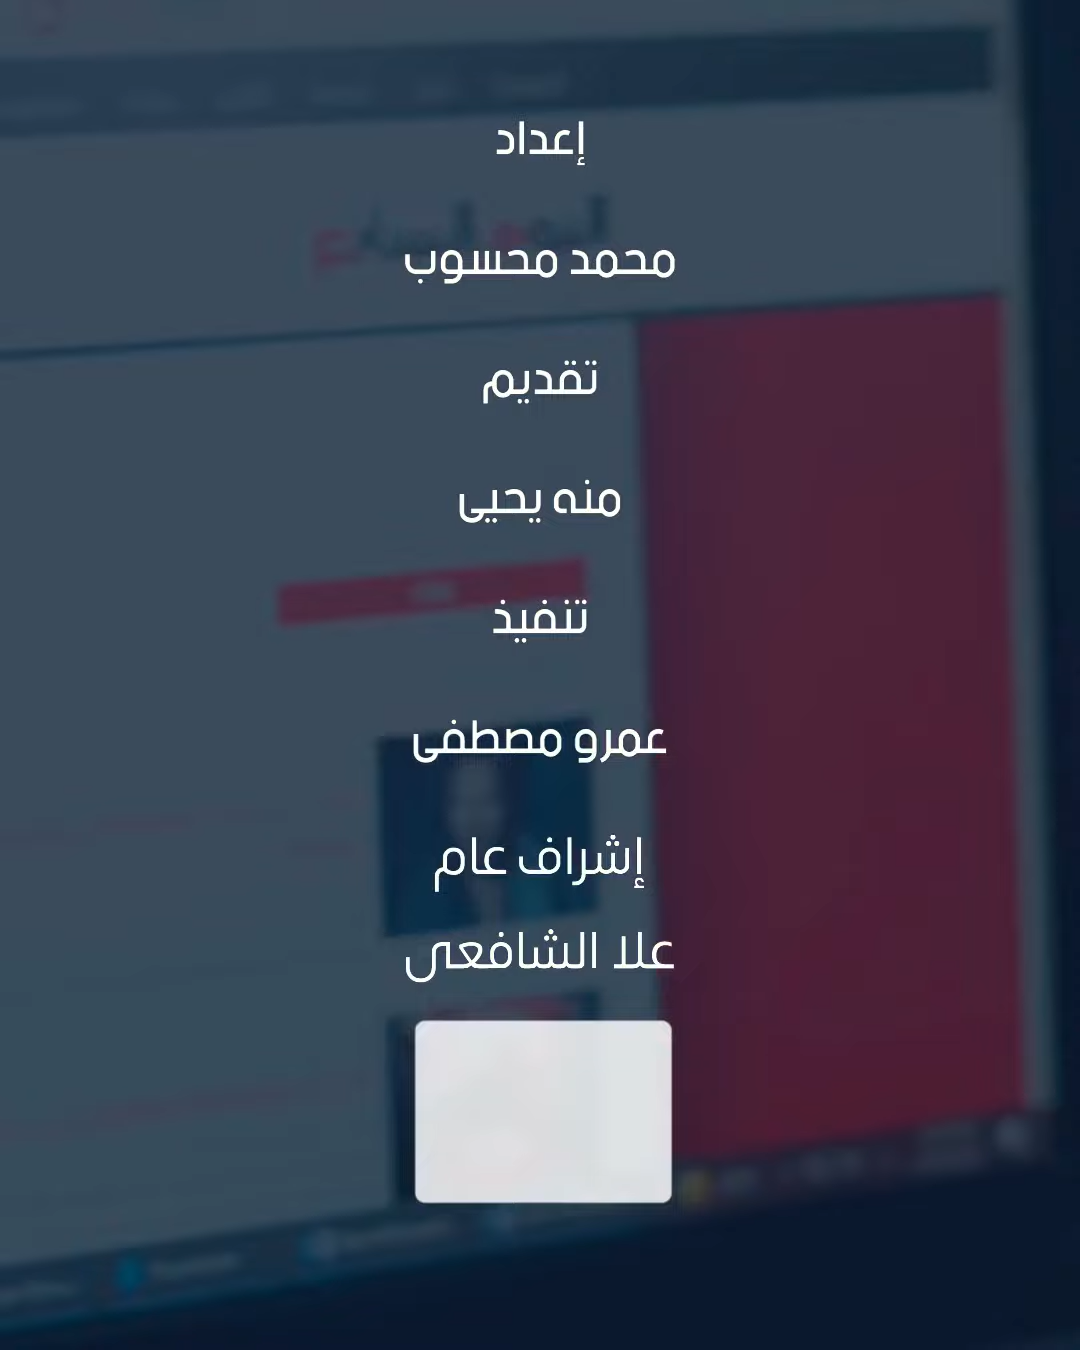 إعداد
محمد محسوب
تقديم
منه يحيى
تنفيذ
عمرو مصطفى
إشراف عام
علا الشافعى